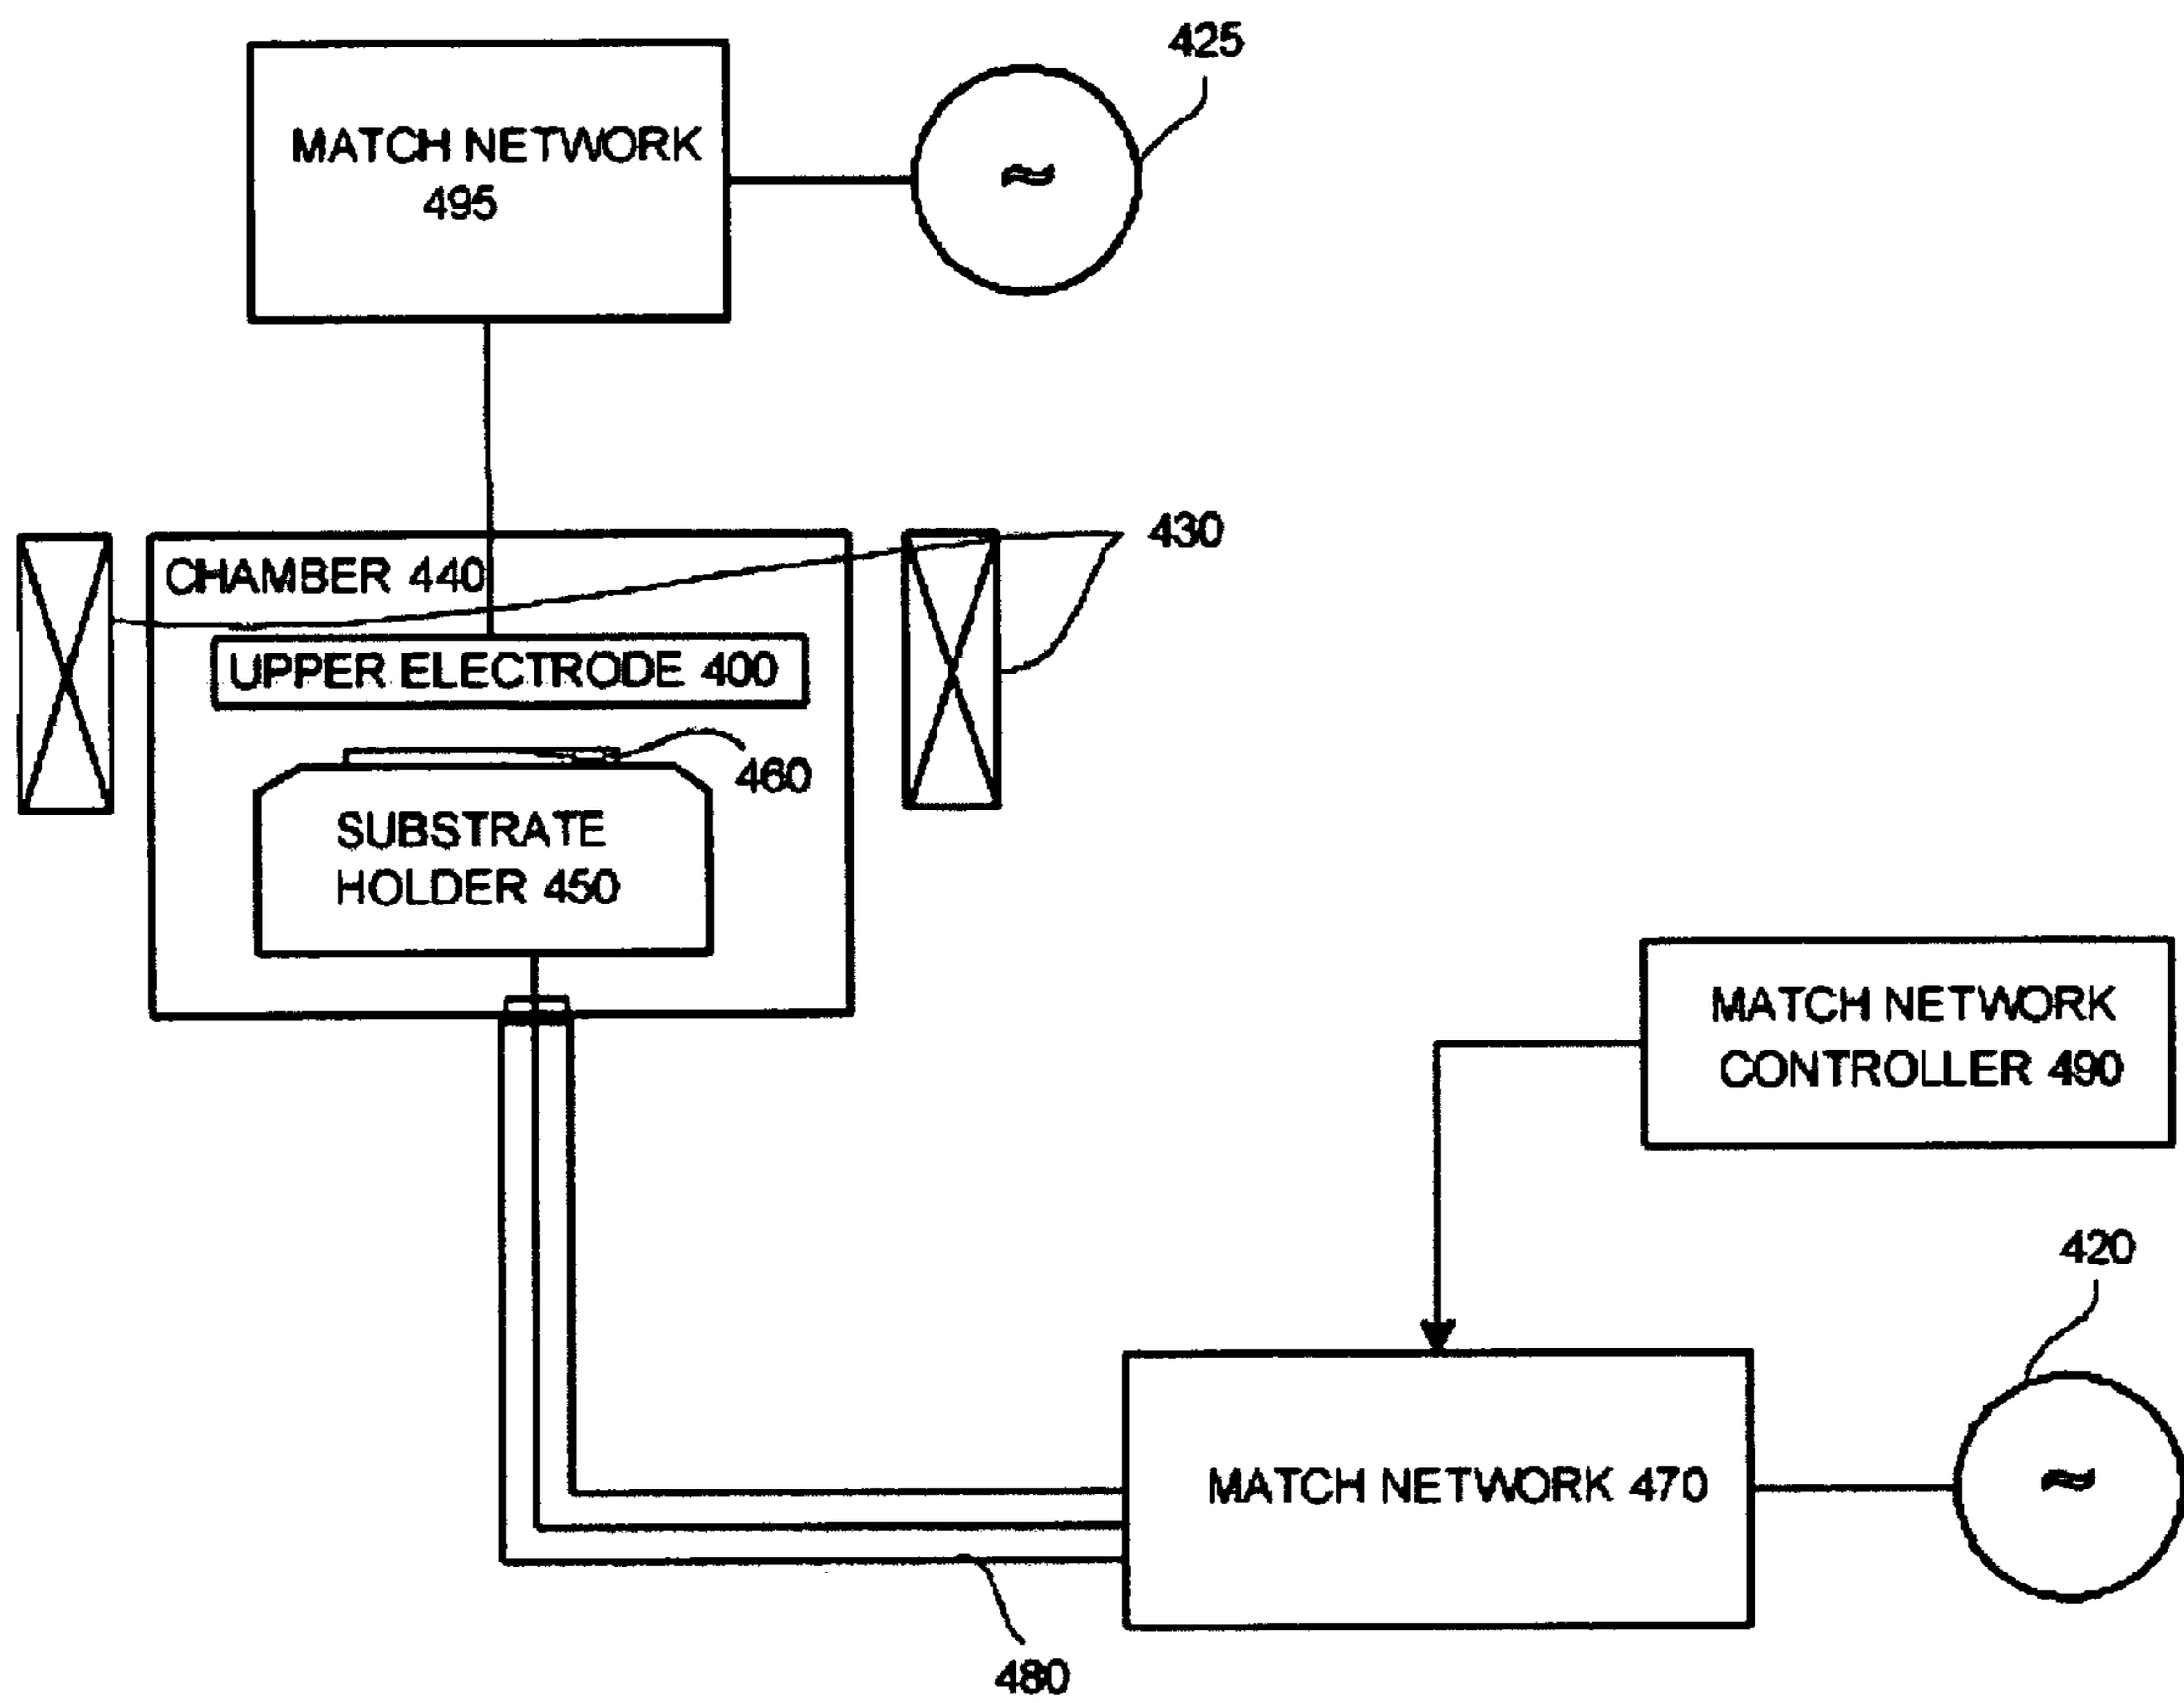 425
MATCH NETWORK
495
430
CHAMBER 440
UPPER ELECTRODE 400
460
SUBSTRATE
HOLDER 450
MATCH NETWORK
CONTROLLER 490
420
MATCH NETWORK 470
480